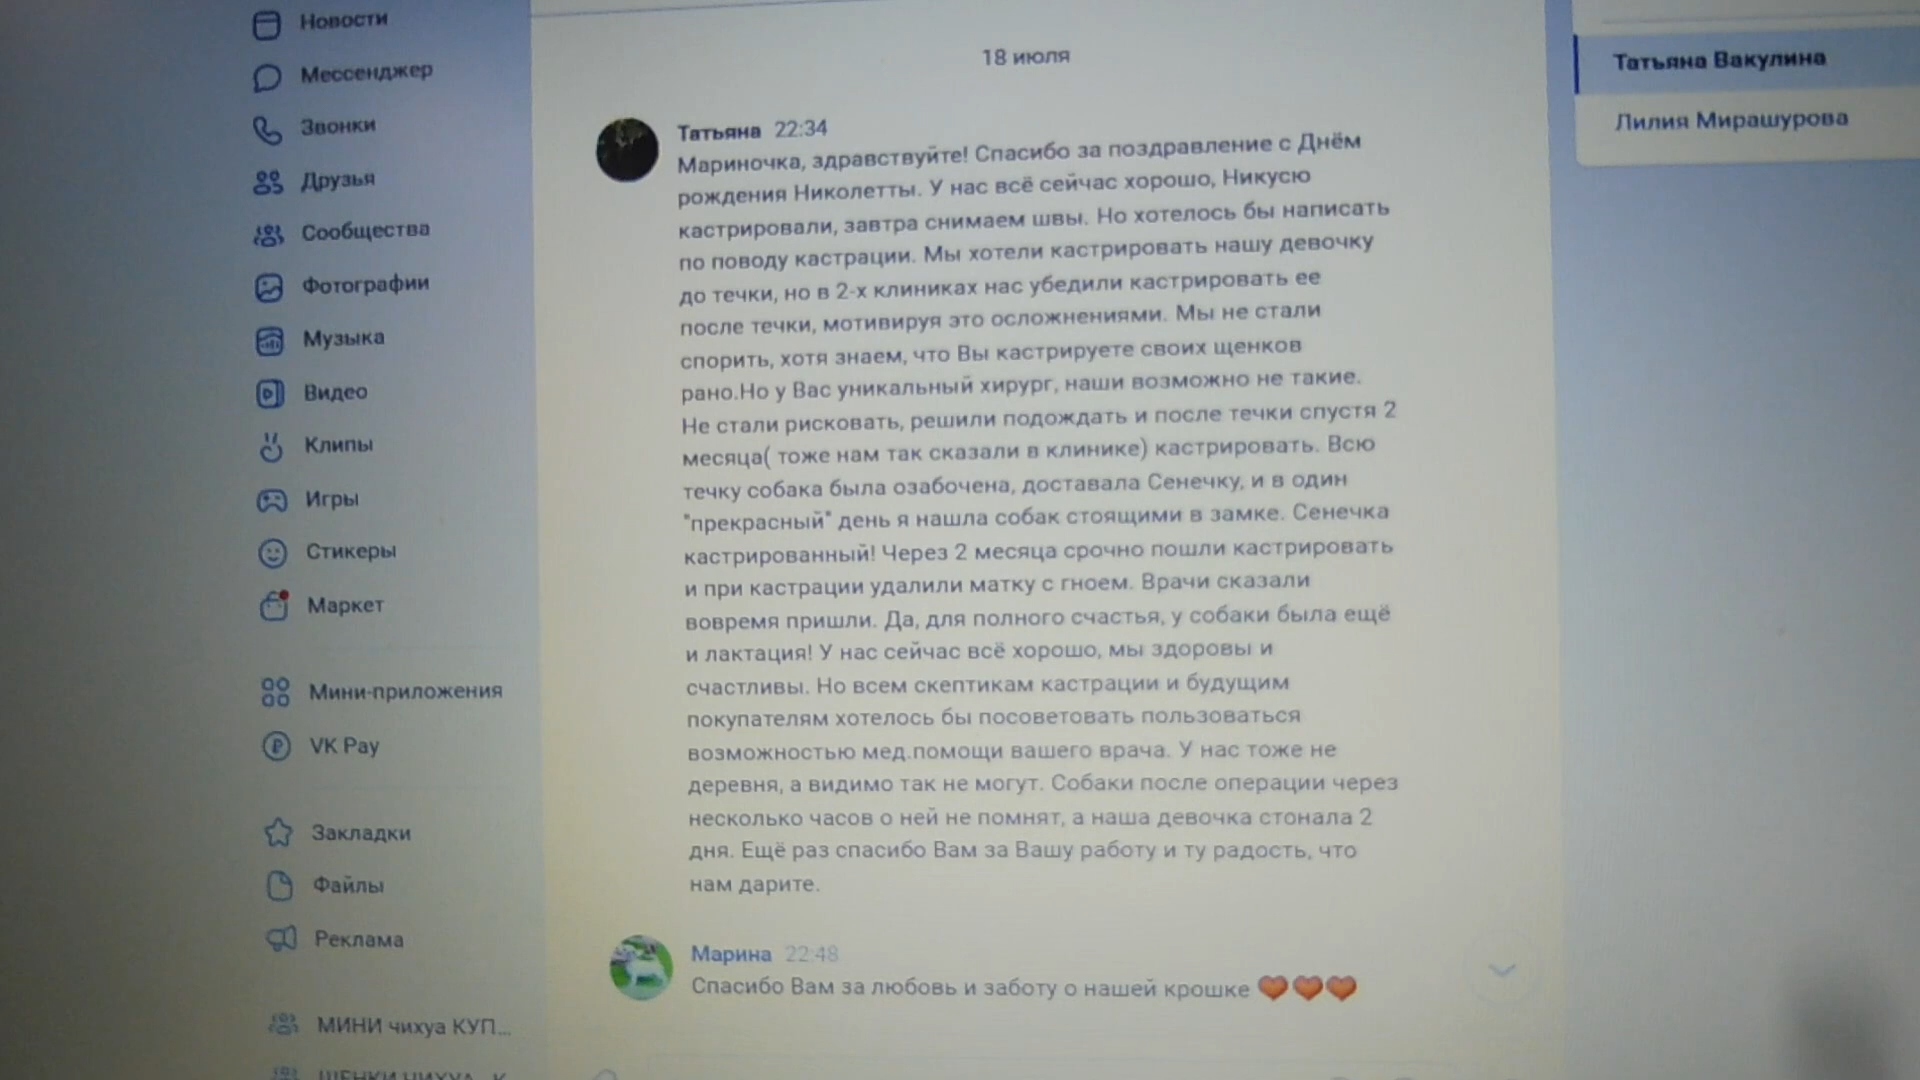 Новости
Мессенджер
Звонки
Друзья
Сообщества
Фотографии
Музыка
Видео
Клипы
Игры
Стикеры
Маркет
Мини-приложения
VK Pay
Закладки
Файлы
Реклама
МИНИ чихуа КУП...
ЩЕНКИ ЧИХУА
18 июля
Татьяна 22:34
Мариночка, здравствуйте! Спасибо за поздравление с Днём
рождения Николетты. У нас всё сейчас хорошо, Никусю
кастрировали, завтра снимаем швы. Но хотелось бы написать
по поводу кастрации. Мы хотели кастрировать нашу девочку
до течки, но в 2-х клиниках нас убедили кастрировать ее
после течки, мотивируя это осложнениями. Мы не стали
спорить, хотя знаем, что Вы кастрируете своих щенков
рано.Но у Вас уникальный хирург, наши возможно не такие.
Не стали рисковать, решили подождать и после течки спустя 2
месяца( тоже нам так сказали в клинике) кастрировать. Всю
течку собака была озабочена, доставала Сенечку, и в один
"прекрасный" день я нашла собак стоящими в замке. Сенечка
кастрированный! Через 2 месяца срочно пошли кастрировать
и при кастрации удалили матку с гноем. Врачи сказали
вовремя пришли. Да, для полного счастья, у собаки была ещё
и лактация! У нас сейчас всё хорошо, мы здоровы и
счастливы. Но всем скептикам кастрации и будущим
покупателям хотелось бы посоветовать пользоваться
возможностью мед.помощи вашего врача. У нас тоже не
деревня, а видимо так не могут. Собаки после операции через
несколько часов о ней не помнят, а наша девочка стонала 2
дня. Ещё раз спасибо Вам за Вашу работу и ту радость, что
нам дарите.
Марина 22:48
Спасибо Вам за любовь и заботу о нашей крошке ❤❤❤
Татьяна Вакулина
Лилия Мирашурова